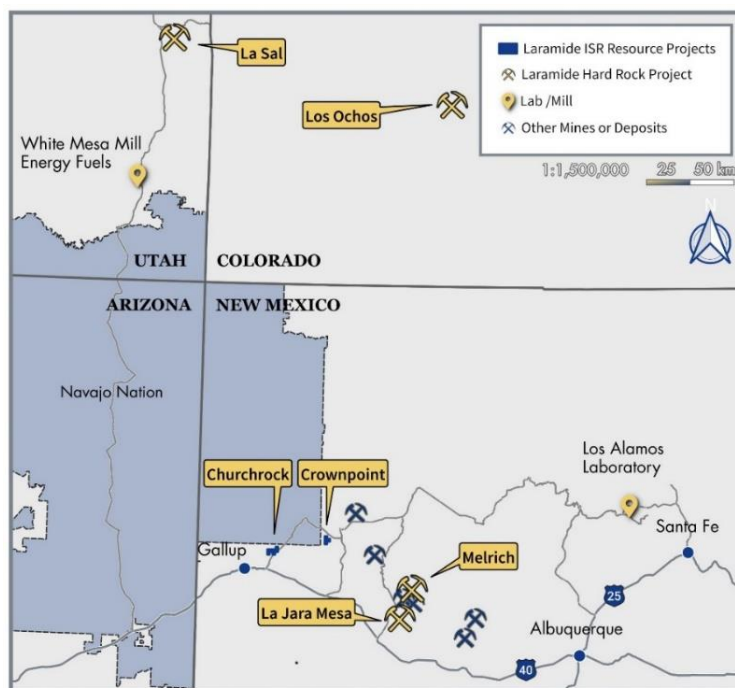 La Sal
Los Ochos
Laramide ISR Resource Projects
Laramide Hard Rock Project
Lab /Mill
Other Mines or Deposits
White Mesa Mill
Energy Fuels
1:1,500,000
25 50 km
N
UTAH COLORADO
ARIZONA NEW MEXICO
Navajo Nation
Churchrock
Crownpoint
Los Alamos
Laboratory
Santa Fe
Gallup
Melrich
La Jara Mesa
25
Albuquerque
40